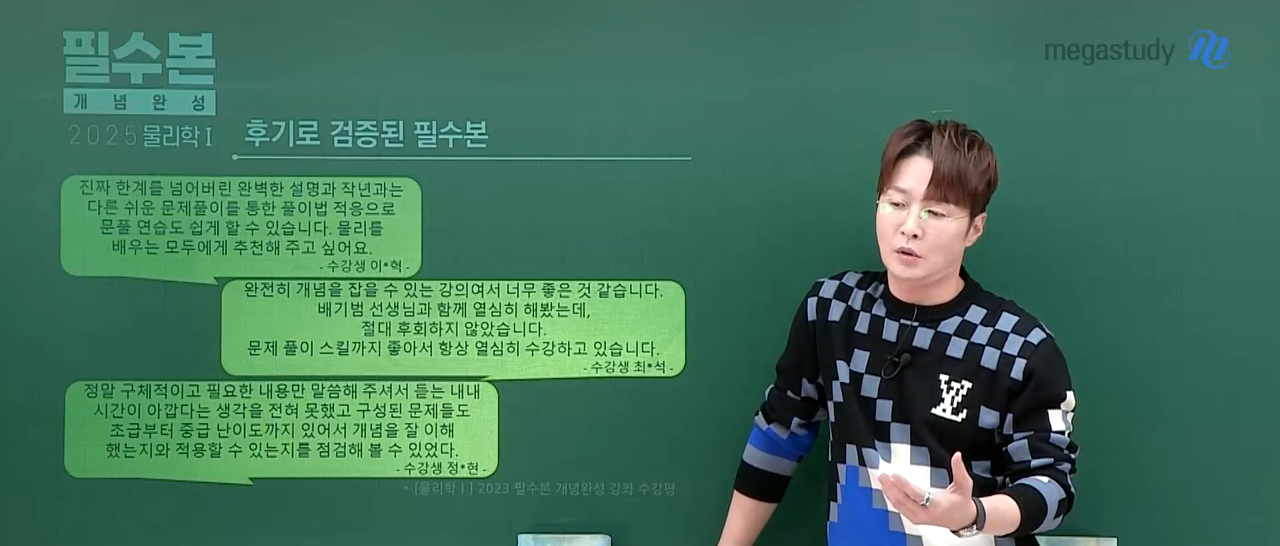 필수본
개념완성
2025 물리학 I
후기로 검증된 필수본
megastudy
진짜 한계를 넘어버린 완벽한 설명과 작년과는
다른 쉬운 문제풀이를 통한 풀이법 적응으로
문풀 연습도 쉽게 할 수 있습니다. 물리를
배우는 모두에게 추천해 주고 싶어요.
- 수강생 이*혁 -
완전히 개념을 잡을 수 있는 강의여서 너무 좋은 것 같습니다.
배기범 선생님과 함께 열심히 해봤는데,
절대 후회하지 않았습니다.
문제 풀이 스킬까지 좋아서 항상 열심히 수강하고 있습니다.
- 수강생 최*석 -
정말 구체적이고 필요한 내용만 말씀해 주셔서 듣는 내내
시간이 아깝다는 생각을 전혀 못했고 구성된 문제들도
초급부터 중급 난이도까지 있어서 개념을 잘 이해
했는지와 적용할 수 있는지를 점검해 볼 수 있었다.
- 수강생 정*현 -
* [물리학 I] 2023 필수본 개념완성 강좌 수강평